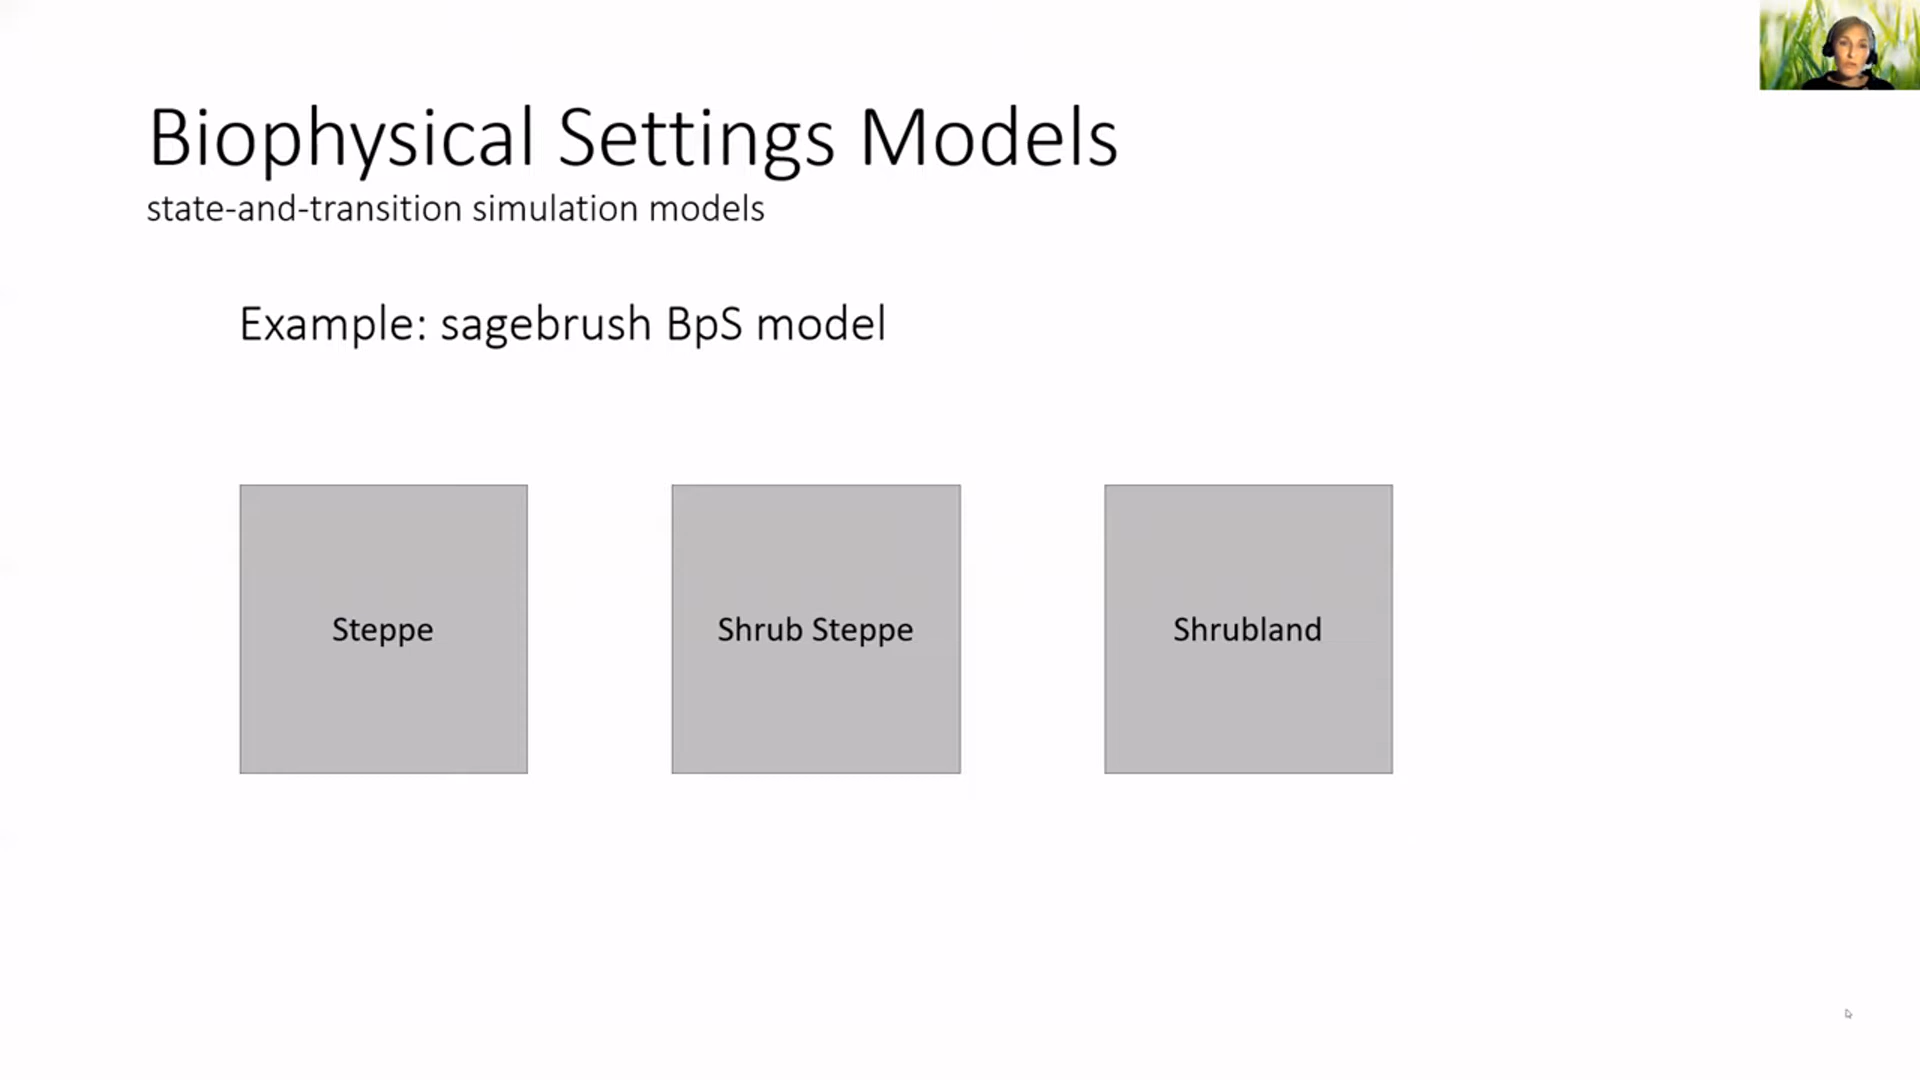 Biophysical Settings Models
state-and-transition simulation models
Example: sagebrush BpS model
Steppe
Shrub Steppe
Shrubland